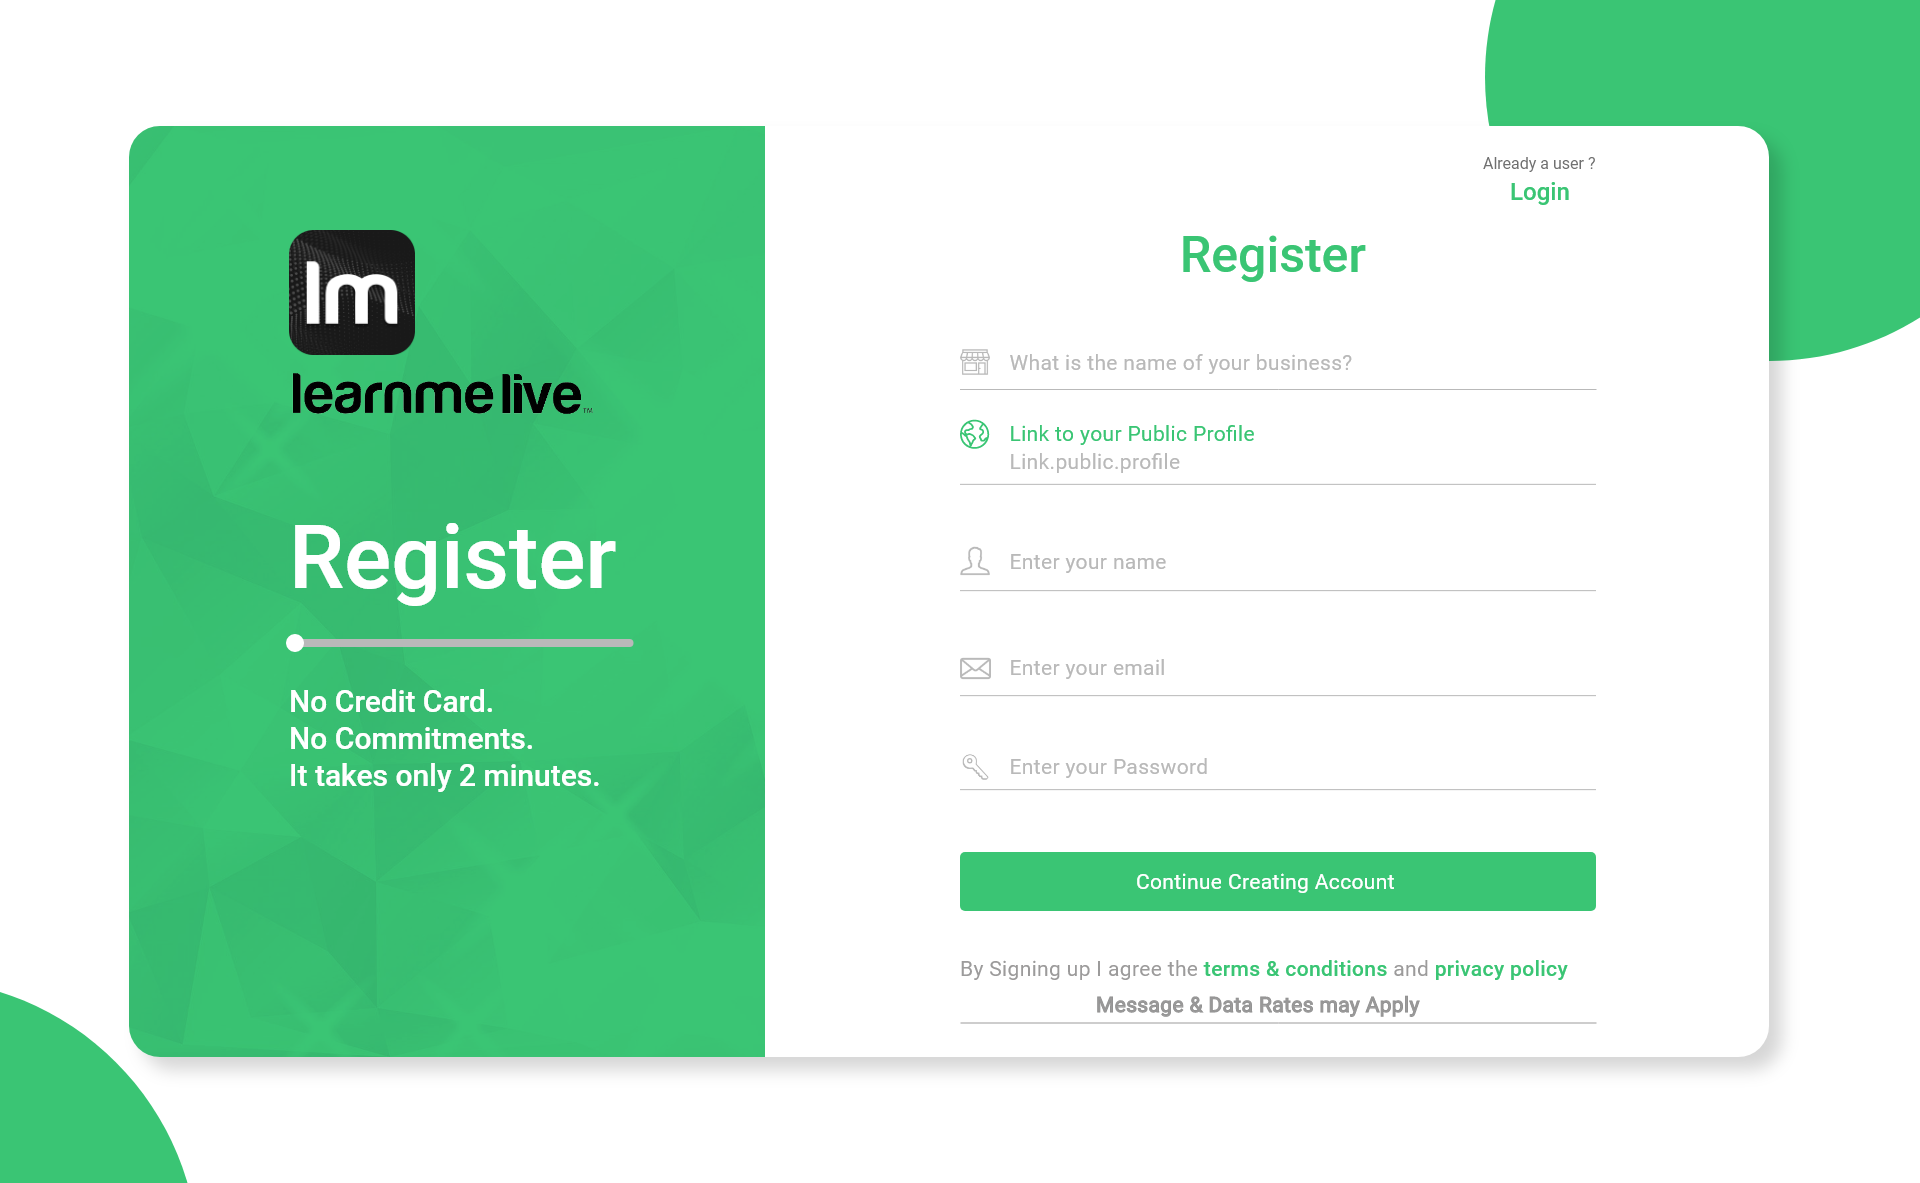 lm
learnme live™
Register
No Credit Card.
No Commitments.
It takes only 2 minutes.
Already a user ?
Login
Register
What is the name of your business?
Link to your Public Profile
Link.public.profile
Enter your name
Enter your email
Enter your Password
Continue Creating Account
By Signing up I agree the terms & conditions and privacy policy
Message & Data Rates may Apply